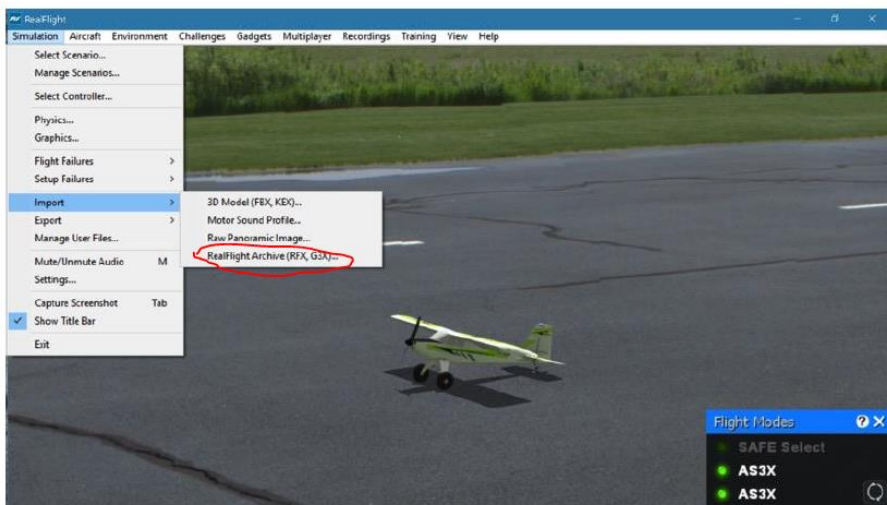 RealFlight
Simulation Aircraft Environment Challenges Gadgets Multiplayer Recordings Training View Help
Select Scenario...
Manage Scenarios...
Select Controller...
Physics...
Graphics...
Flight Failures >
Setup Failures >
Import >
Export >
Manage User Files...
Mute/Unmute Audio M
Settings...
Capture Screenshot Tab
Show Title Bar
Exit
3D Model (FBX, KEX)...
Motor Sound Profile...
Raw Panoramic Image...
RealFlight Archive (RFX, G3X)...
Flight Modes
SAFE Select
AS3X
AS3X